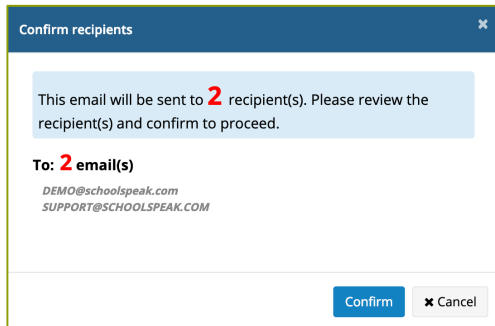 Confirm recipients
This email will be sent to 2 recipient(s). Please review the
recipient(s) and confirm to proceed.
To: 2 email(s)
DEMO@schoolspeak.com
SUPPORT@SCHOOLSPEAK.COM
Confirm
Cancel